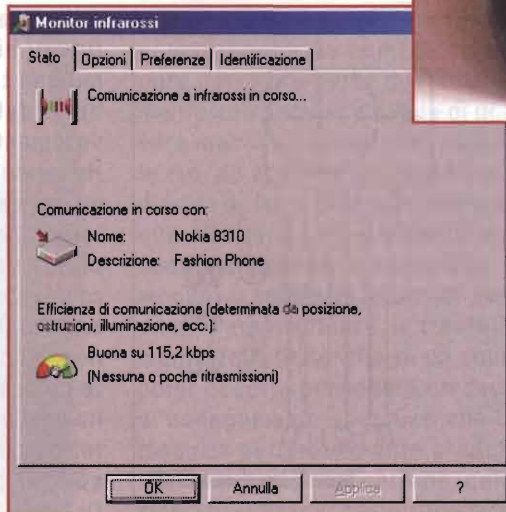 Monitor infrarossi
Stato Opzioni Preferenze Identificazione
Comunicazione a infrarossi in corso...
Comunicazione in corso con:
Nome: Nokia 8310
Descrizione: Fashion Phone
Efficienza di comunicazione (determinata da posizione,
ostruzioni, illuminazione, ecc.):
Buona su 115,2 kbps
(Nessuna o poche ritrasmissioni)
OK Annulla Applica ?